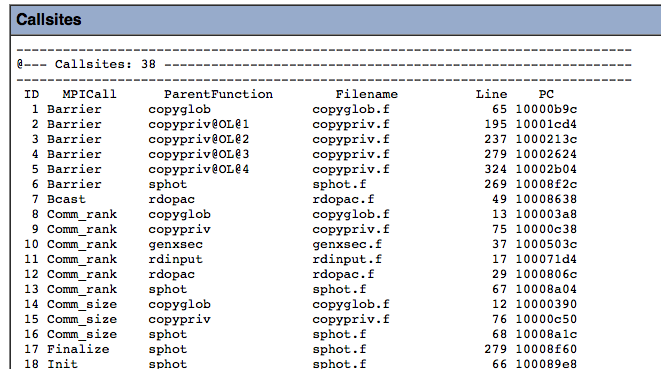 Callsites
---------------------------------------------------------------------------
@--- Callsites: 38 --------------------------------------------------------
---------------------------------------------------------------------------
ID MPICall ParentFunction Filename Line PC
1 Barrier copyglob copyglob.f 65 10000b9c
2 Barrier copypriv@OL@1 copypriv.f 195 10001cd4
3 Barrier copypriv@OL@2 copypriv.f 237 1000213c
4 Barrier copypriv@OL@3 copypriv.f 279 10002624
5 Barrier copypriv@OL@4 copypriv.f 324 10002b04
6 Barrier sphot sphot.f 269 10008f2c
7 Bcast rdopac rdopac.f 49 10008638
8 Comm_rank copyglob copyglob.f 13 100003a8
9 Comm_rank copypriv copypriv.f 75 10000c38
10 Comm_rank genxsec genxsec.f 37 1000503c
11 Comm_rank rdinput rdinput.f 17 100071d4
12 Comm_rank rdopac rdopac.f 29 1000806c
13 Comm_rank sphot sphot.f 67 10008a04
14 Comm_size copyglob copyglob.f 12 10000390
15 Comm_size copypriv copypriv.f 76 10000c50
16 Comm_size sphot sphot.f 68 10008a1c
17 Finalize sphot sphot.f 279 10008f60
18 Init sphot sphot.f 66 100089e8